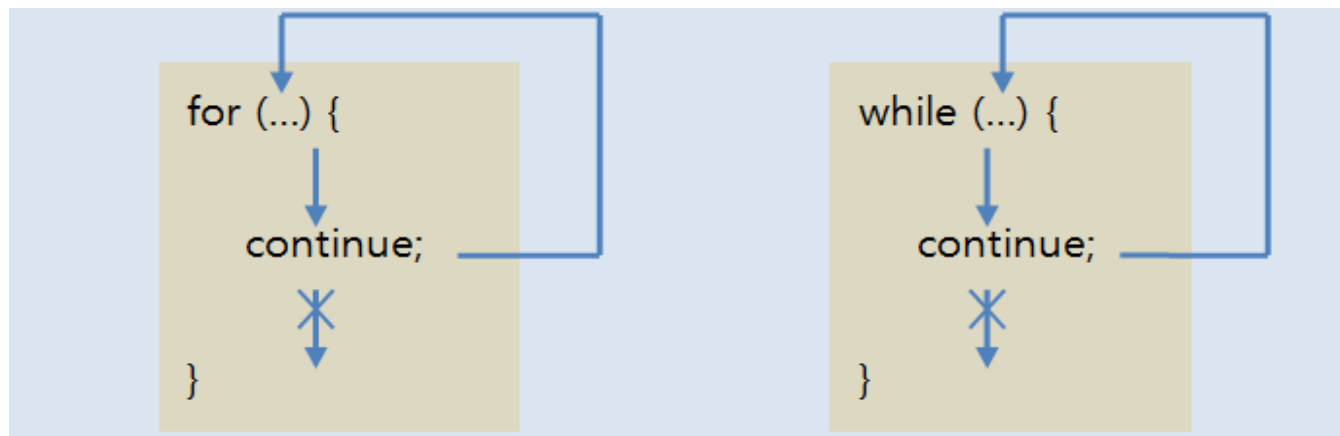 for (...) {
continue;
}
while (...) {
continue;
}